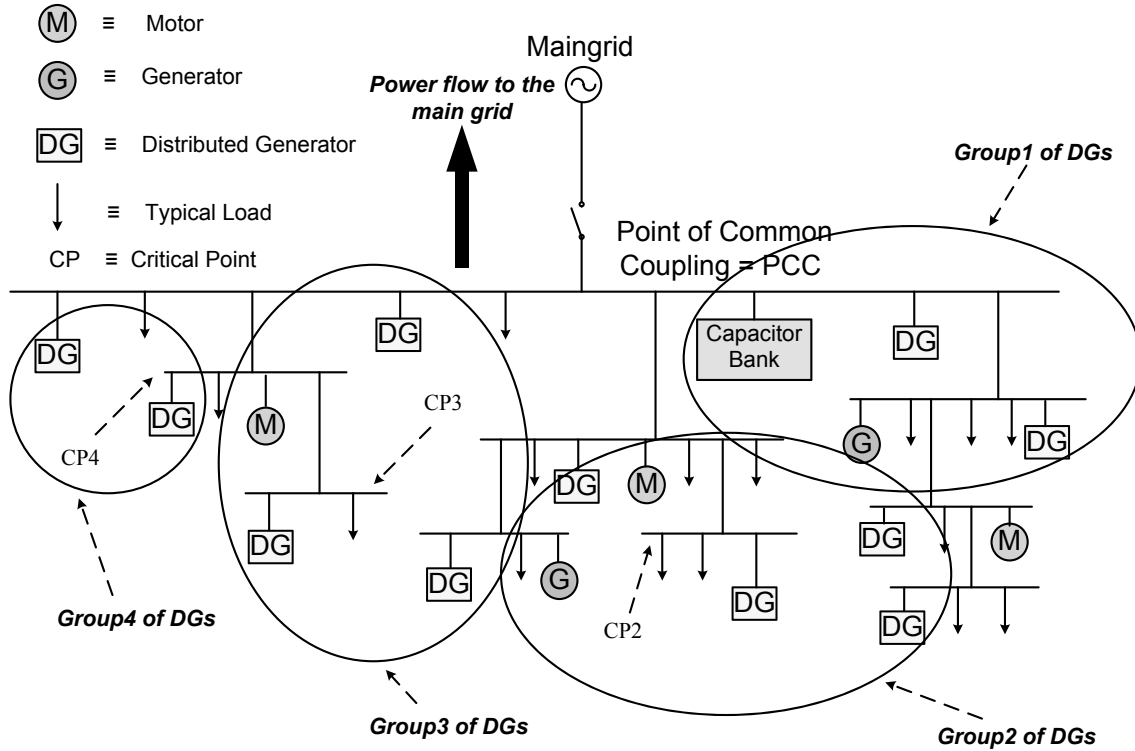 M ≡ Motor
G ≡ Generator
DG ≡ Distributed Generator
≡ Typical Load
CP ≡ Critical Point
Maingrid
Power flow to the
main grid
Group1 of DGs
Point of Common
Coupling = PCC
Capacitor
Bank
DG
DG
DG
DG
M
CP3
CP4
G
DG
DG
M
DG
DG
M
DG
DG
G
DG
DG
CP2
Group4 of DGs
Group3 of DGs
Group2 of DGs